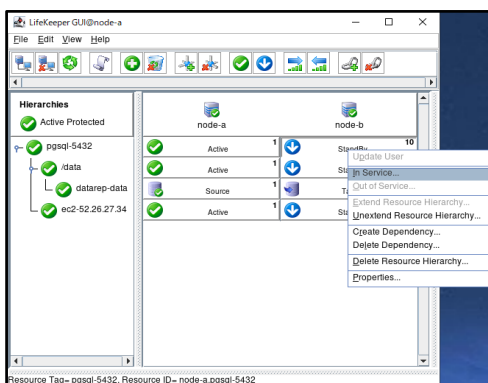 LifeKeeper GUI@node-a
File Edit View Help
Hierarchies
Active Protected
node-a
node-b
pgsql-5432
Active 1
10
/data
Active 1
datarep-data
Source 1
ec2-52.26.27.34
Active 1
Update User
In Service...
Out of Service...
Extend Resource Hierarchy...
Unextend Resource Hierarchy...
Create Dependency...
Delete Dependency...
Delete Resource Hierarchy...
Properties...
Resource Tag= pgsql-5432, Resource ID= node-a.pgsql-5432